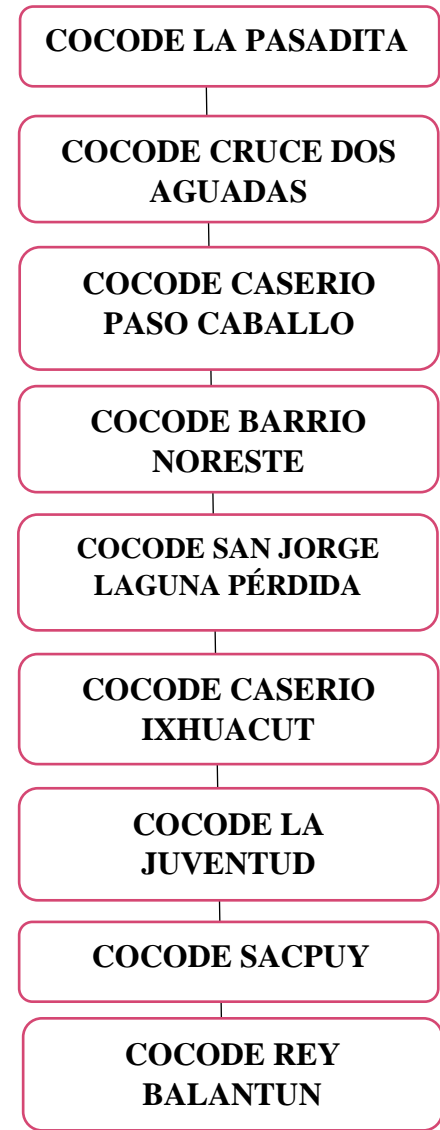 COCODE LA PASADITA
COCODE CRUCE DOS
AGUADAS
COCODE CASERIO
PASO CABALLO
COCODE BARRIO
NORESTE
COCODE SAN JORGE
LAGUNA PÉRDIDA
COCODE CASERIO
IXHUACUT
COCODE LA
JUVENTUD
COCODE SACPUY
COCODE REY
BALANTUN